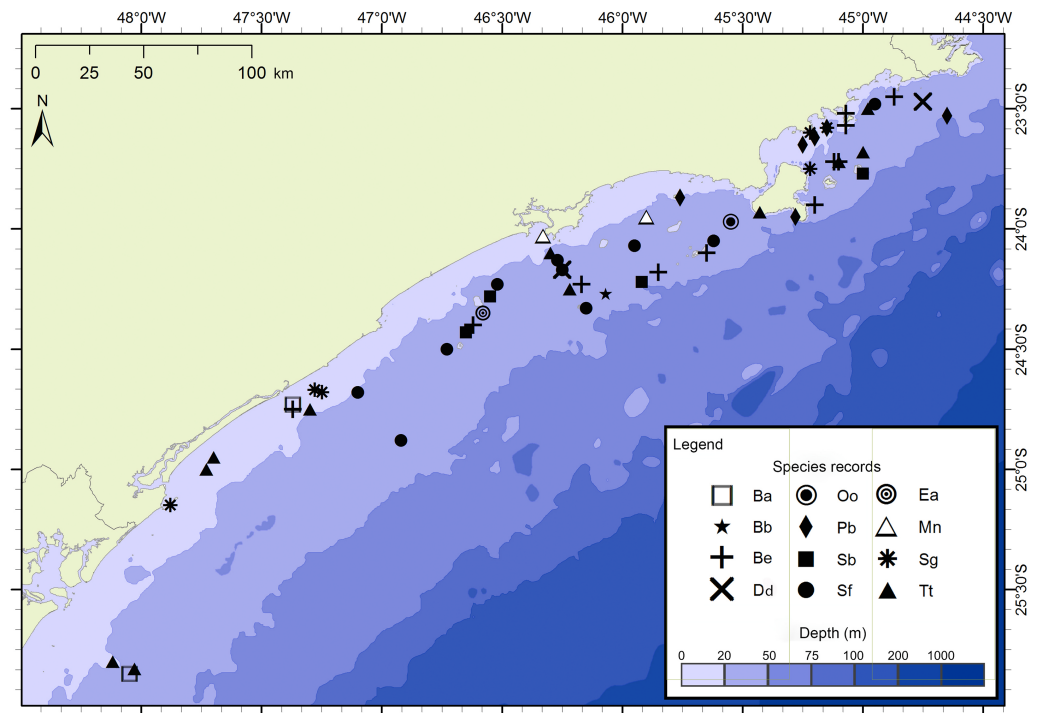 48°0'W 47°30'W 47°0'W 46°30'W 46°0'W 45°30'W 45°0'W 44°30'W
0 25 50 100 km
N
23°30'S
24°0'S
24°30'S
25°0'S
25°30'S
Legend
Species records
Ba Oo Ea
Bb Pb Mn
Be Sb Sg
Dd Sf Tt
Depth (m)
0 20 50 75 100 200 1000